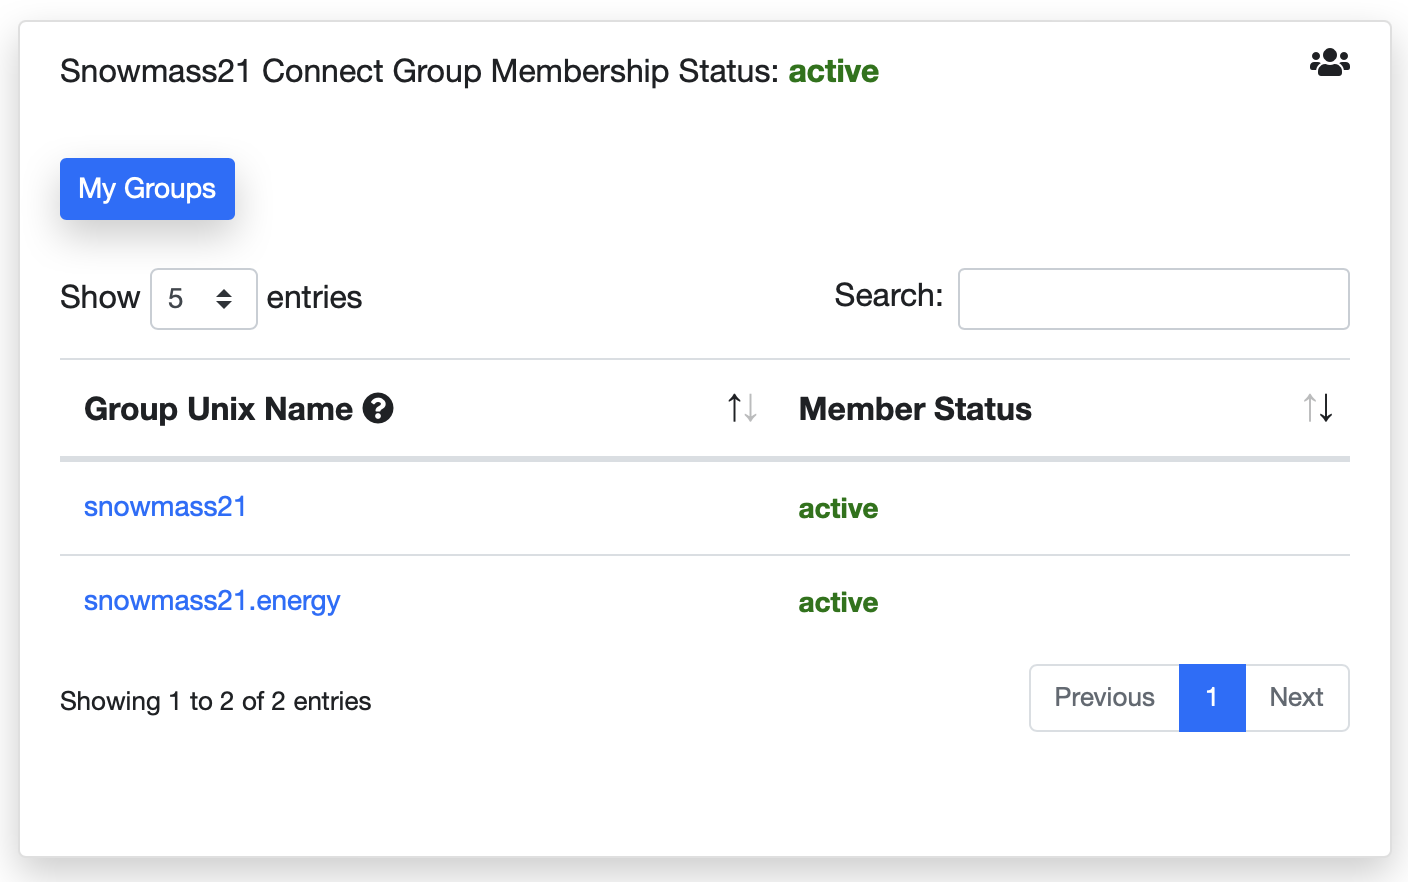 Snowmass21 Connect Group Membership Status: active
My Groups
Show 5 entries Search:
Group Unix Name Member Status
snowmass21 active
snowmass21.energy active
Showing 1 to 2 of 2 entries Previous 1 Next